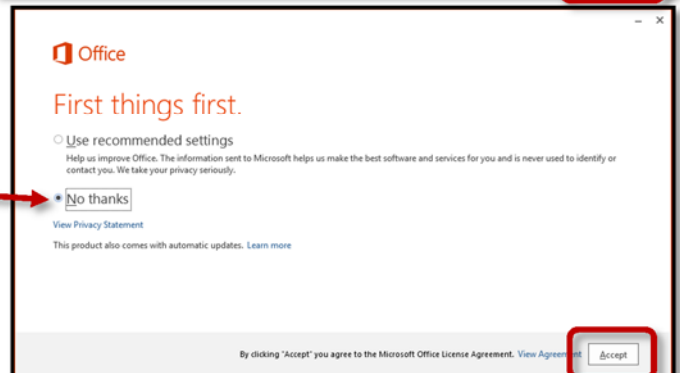 Office
First things first.
Use recommended settings
Help us improve Office. The information sent to Microsoft helps us make the best software and services for you and is never used to identify or
contact you. We take your privacy seriously.
No thanks
View Privacy Statement
This product also comes with automatic updates. Learn more
By clicking "Accept" you agree to the Microsoft Office License Agreement. View Agreement
Accept